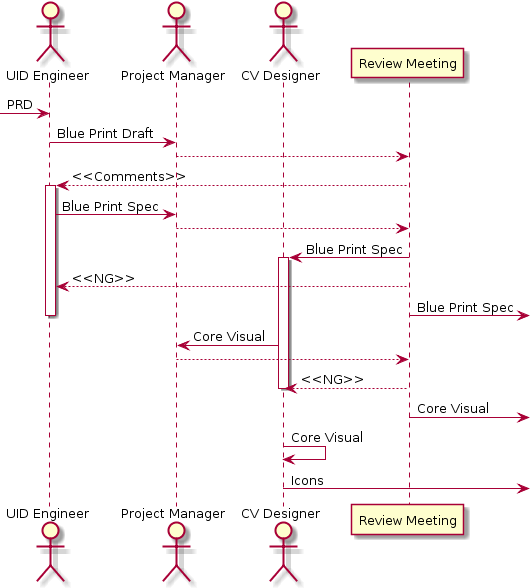 UID Engineer
Project Manager
CV Designer
Review Meeting
PRD
Blue Print Draft
<<Comments>>
Blue Print Spec
Blue Print Spec
<<NG>>
Blue Print Spec
Core Visual
<<NG>>
Core Visual
Core Visual
Icons
UID Engineer
Project Manager
CV Designer
Review Meeting